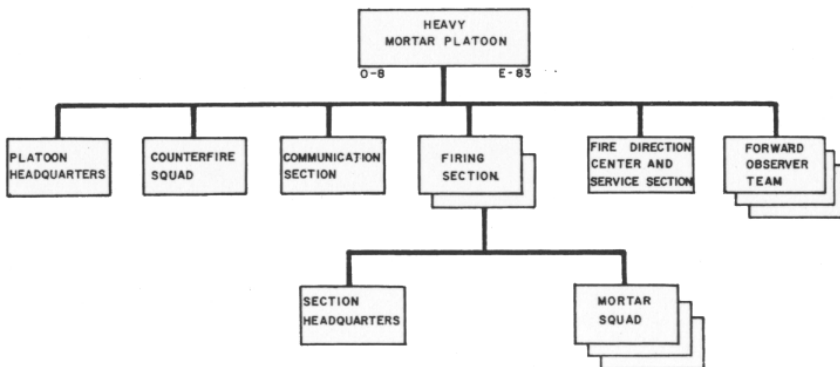 HEAVY
MORTAR PLATOON
O-8 E-83
PLATOON
HEADQUARTERS
COUNTERFIRE
SQUAD
COMMUNICATION
SECTION
FIRING
SECTION.
FIRE DIRECTION
CENTER AND
SERVICE SECTION
FORWARD
OBSERVER
TEAM
SECTION
HEADQUARTERS
MORTAR
SQUAD